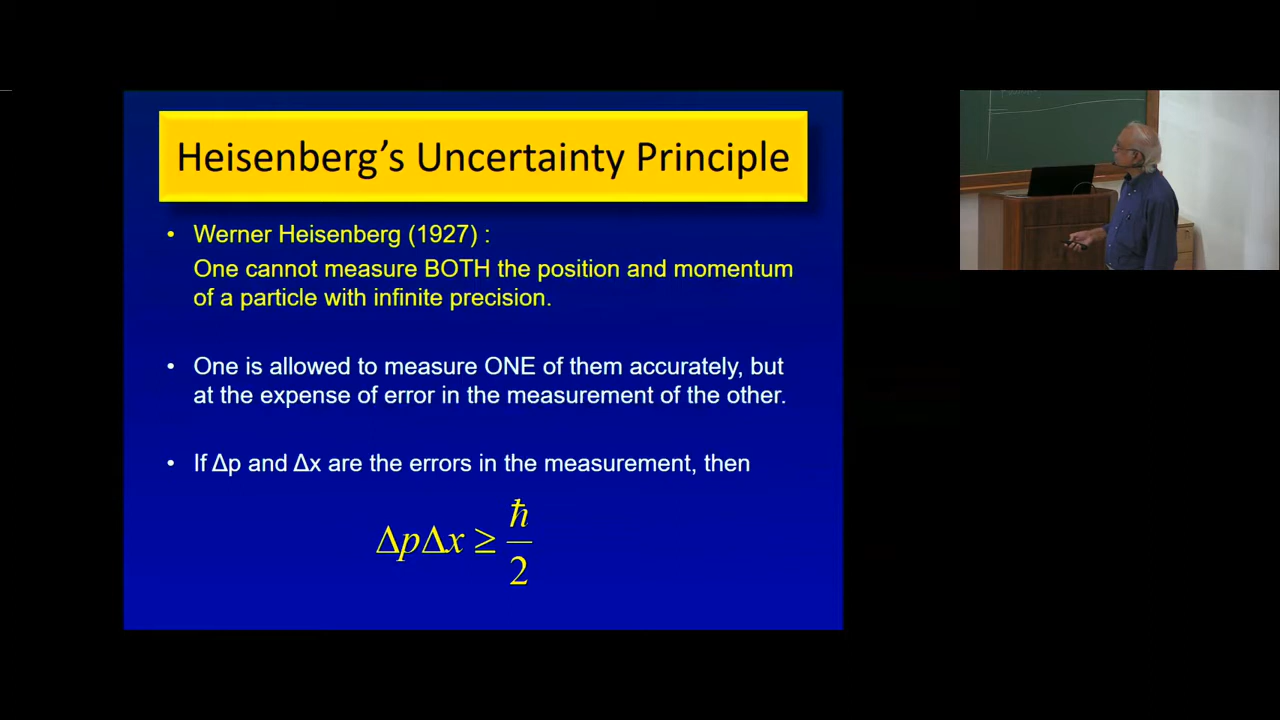 Heisenberg's Uncertainty Principle
• Werner Heisenberg (1927) :
One cannot measure BOTH the position and momentum
of a particle with infinite precision.
• One is allowed to measure ONE of them accurately, but
at the expense of error in the measurement of the other.
• If Δp and Δx are the errors in the measurement, then
ΔpΔx ≥ ħ/2